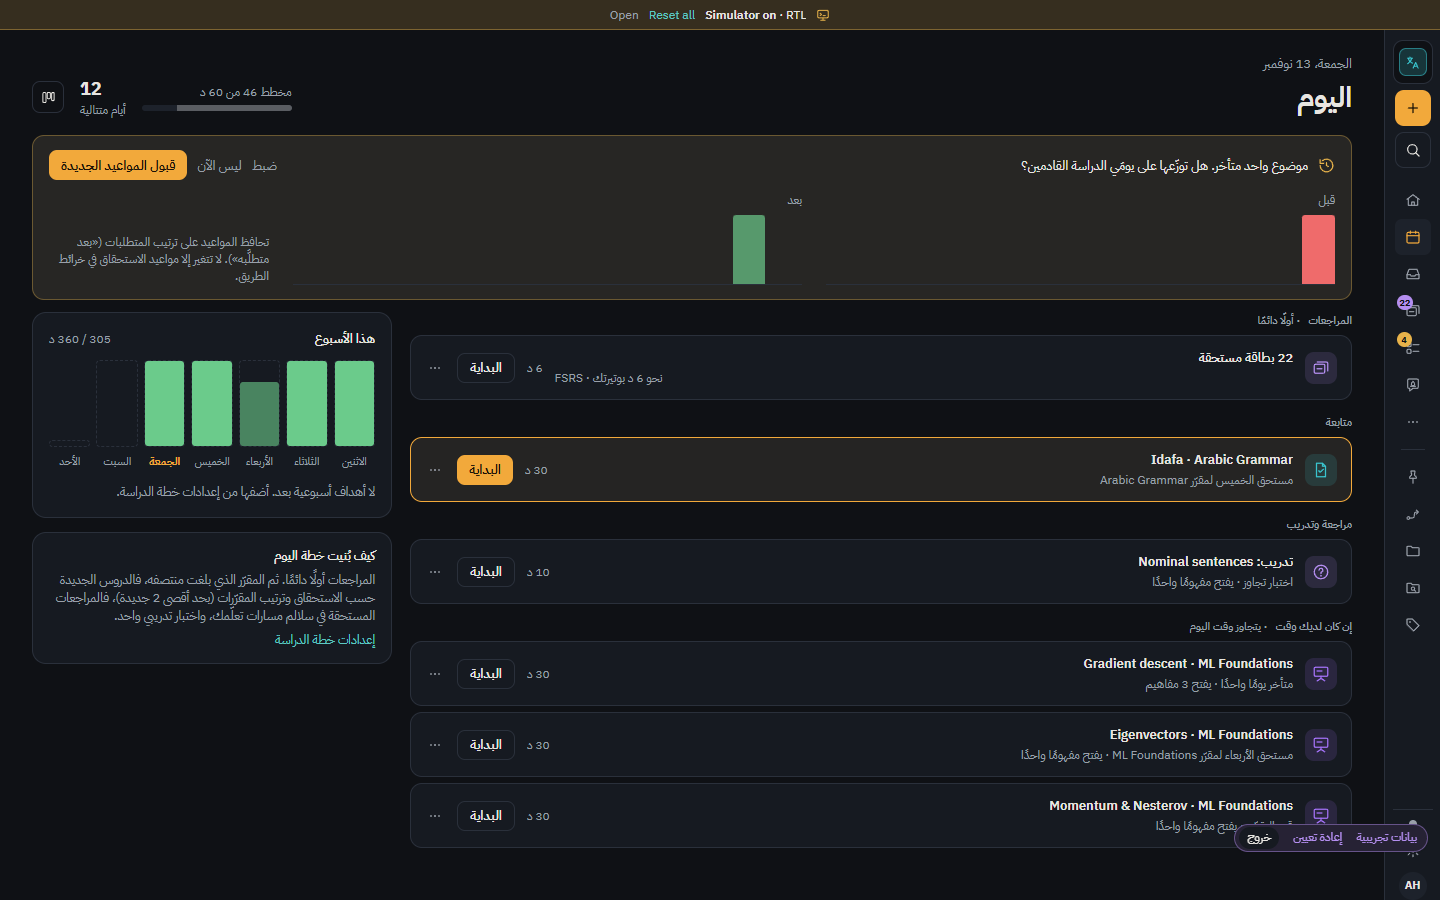 Open Reset all Simulator on · RTL
الجمعة، 13 نوفمبر
اليوم
مخطط 46 من 60 د
12
أيام متتالية
موضوع واحد متأخر. هل توزّعها على يومَي الدراسة القادمين؟
ضبط
ليس الآن
قبول المواعيد الجديدة
قبل
بعد
تحافظ المواعيد على ترتيب المتطلبات («بعد
متطلَّبه»). لا تتغير إلا مواعيد الاستحقاق في خرائط
الطريق.
المراجعات · أولًا دائمًا
22 بطاقة مستحقة
نحو 6 د بوتيرتك · FSRS
6 د
البداية
متابعة
Idafa · Arabic Grammar
مستحق الخميس لمقرّر Arabic Grammar
30 د
البداية
مراجعة وتدريب
تدريب: Nominal sentences
اختبار تجاوز · يفتح مفهومًا واحدًا
10 د
البداية
إن كان لديك وقت · يتجاوز وقت اليوم
Gradient descent · ML Foundations
متأخر يومًا واحدًا · يفتح 3 مفاهيم
30 د
البداية
Eigenvectors · ML Foundations
مستحق الأربعاء لمقرّر ML Foundations · يفتح مفهومًا واحدًا
30 د
البداية
Momentum & Nesterov · ML Foundations
يفتح مفهومًا واحدًا
30 د
البداية
هذا الأسبوع
305 / 360 د
الاثنين
الثلاثاء
الأربعاء
الخميس
الجمعة
السبت
الأحد
لا أهداف أسبوعية بعد. أضفها من إعدادات خطة الدراسة.
كيف بُنيت خطة اليوم
المراجعات أولًا دائمًا. ثم المقرّر الذي بلغت منتصفه، فالدروس الجديدة
حسب الاستحقاق وترتيب المقرّرات (بحد أقصى 2 جديدة)، فالمراجعات
المستحقة في سلالم مسارات تعلّمك، واختبار تدريبي واحد.
إعدادات خطة الدراسة
22
4
بيانات تجريبية
إعادة تعيين
خروج
AH